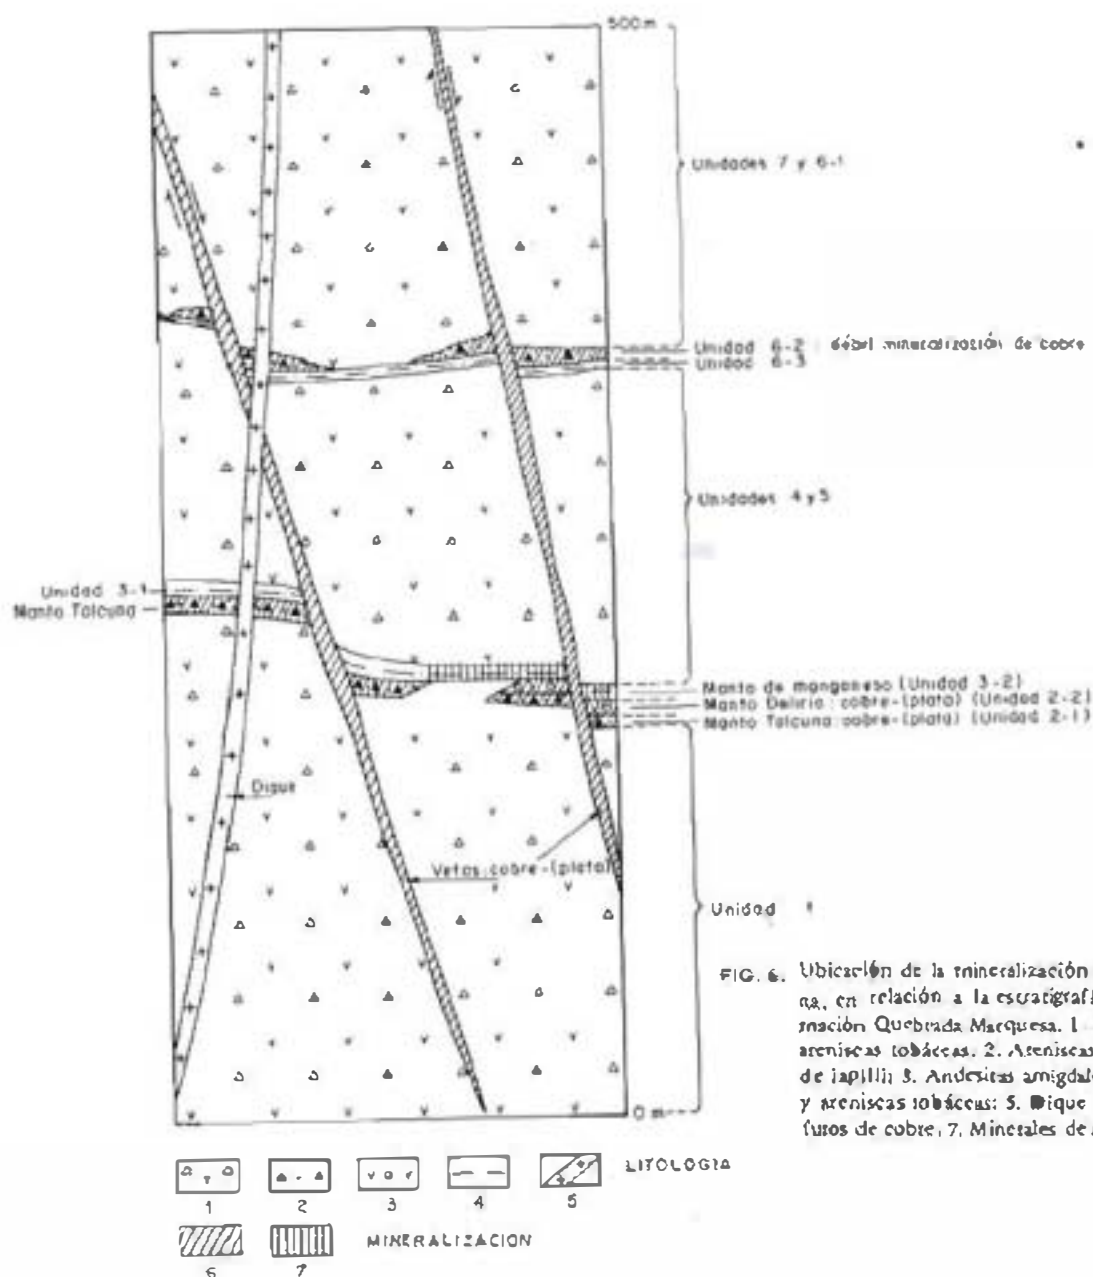 500 m
Unidades 7 y 6-1
Unidad 6-2 : débil mineralización de cobre
Unidad 6-3
Unidades 4 y 5
Unidad 3-1
Manto Talcuna
Manto de manganeso (Unidad 3-2)
Manto Delirio: cobre-(plata) (Unidad 2-2)
Manto Talcuna: cobre-(plata) (Unidad 2-1)
Dique
Vetas: cobre-(plata)
Unidad 1
0 m
FIG. 6. Ubicación de la mineralización
na, en relación a la estratigraf
mación Quebrada Marquesa. 1
areniscas tobáceas. 2. Areniscas
de lapilli; 3. Andesitas amigdal
y areniscas tobáceas; 5. Dique
furos de cobre; 7. Minerales de
1 2 3 4 5 LITOLOGIA
6 7 MINERALIZACION